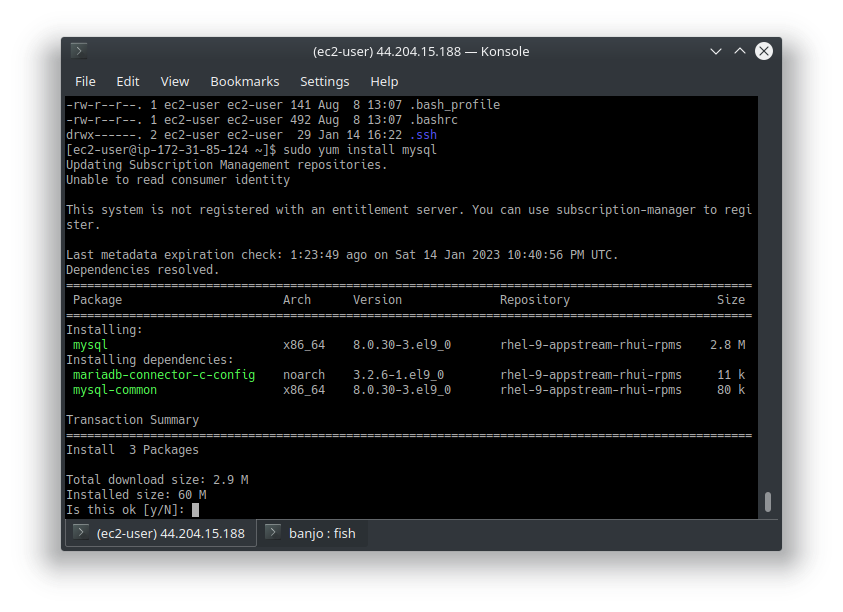 (ec2-user) 44.204.15.188 — Konsole
File Edit View Bookmarks Settings Help
-rw-r--r--. 1 ec2-user ec2-user 141 Aug  8 13:07 .bash_profile
-rw-r--r--. 1 ec2-user ec2-user 492 Aug  8 13:07 .bashrc
drwx------. 2 ec2-user ec2-user  29 Jan 14 16:22 .ssh
[ec2-user@ip-172-31-85-124 ~]$ sudo yum install mysql
Updating Subscription Management repositories.
Unable to read consumer identity
This system is not registered with an entitlement server. You can use subscription-manager to regi
ster.
Last metadata expiration check: 1:23:49 ago on Sat 14 Jan 2023 10:40:56 PM UTC.
Dependencies resolved.
==================================================================================================
Package Arch Version Repository Size
==================================================================================================
Installing:
mysql x86_64 8.0.30-3.el9_0 rhel-9-appstream-rhui-rpms 2.8 M
Installing dependencies:
mariadb-connector-c-config noarch 3.2.6-1.el9_0 rhel-9-appstream-rhui-rpms 11 k
mysql-common x86_64 8.0.30-3.el9_0 rhel-9-appstream-rhui-rpms 80 k
Transaction Summary
==================================================================================================
Install  3 Packages
Total download size: 2.9 M
Installed size: 60 M
Is this ok [y/N]:
(ec2-user) 44.204.15.188 banjo : fish